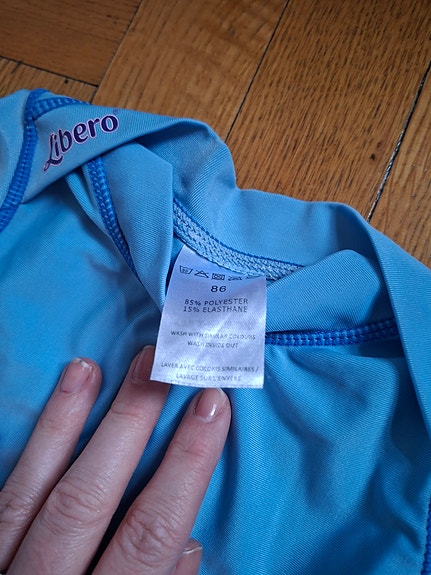 Libero
86
85% POLYESTER
15% ELASTHANE
WASH WITH SIMILAR COLOURS
WASH INSIDE OUT
LAVER AVEC COLORIS SIMILAIRES /
LAVAGE SUR L'ENVERS